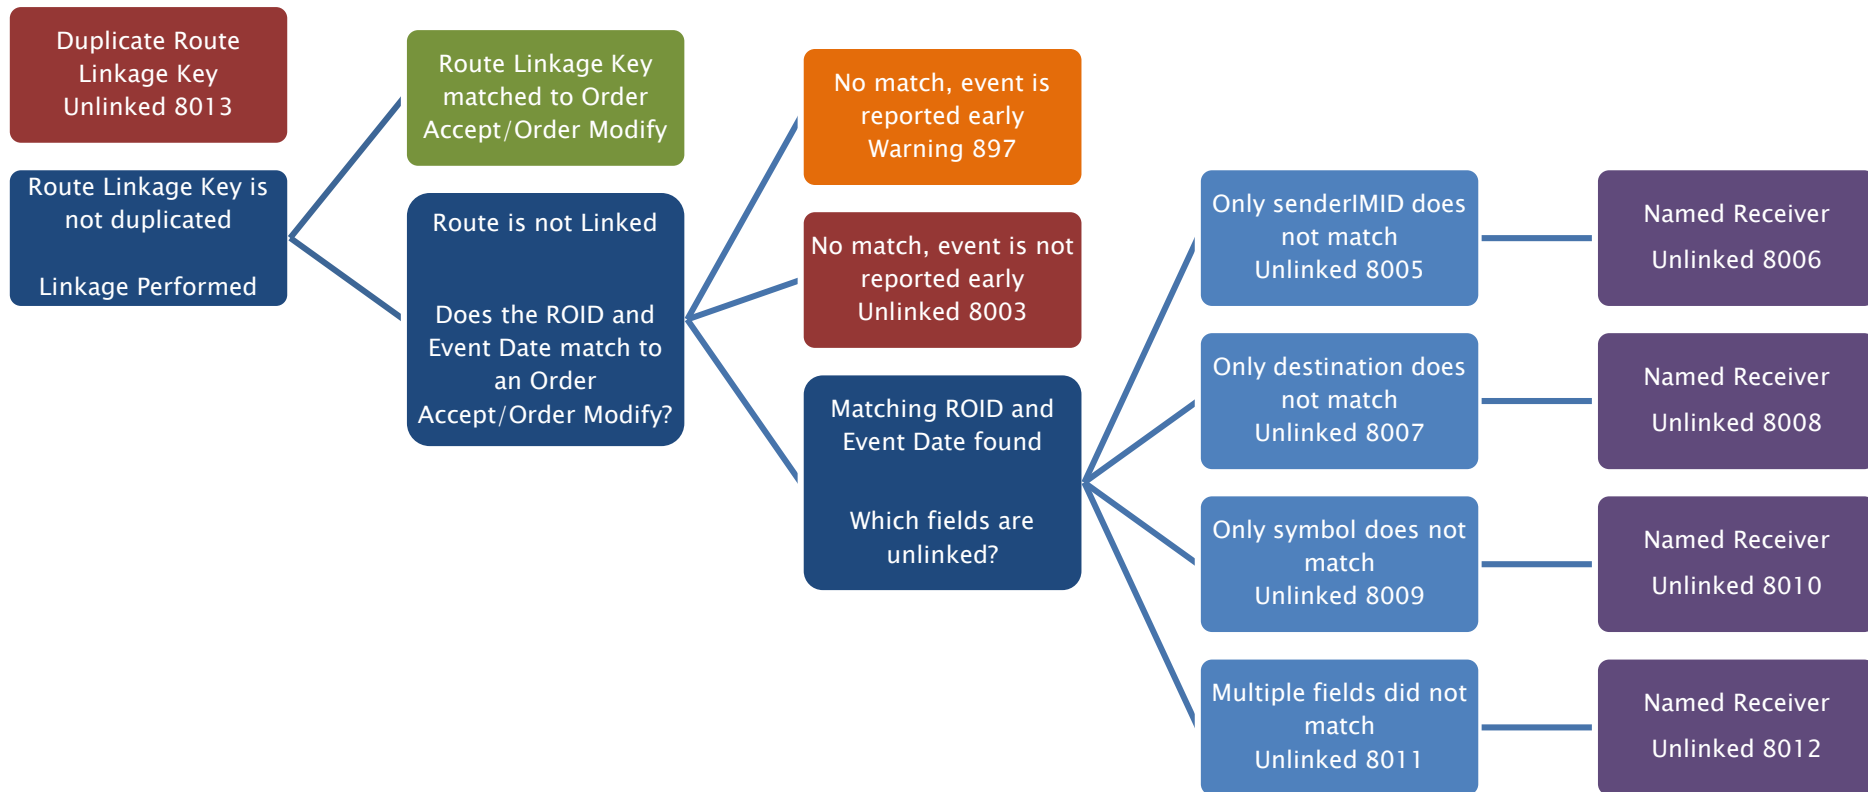 Duplicate Route
Linkage Key
Unlinked 8013
Route Linkage Key is
not duplicated
Linkage Performed
Route Linkage Key
matched to Order
Accept/Order Modify
Route is not Linked
Does the ROID and
Event Date match to
an Order
Accept/Order Modify?
No match, event is
reported early
Warning 897
No match, event is not
reported early
Unlinked 8003
Matching ROID and
Event Date found
Which fields are
unlinked?
Only senderIMID does
not match
Unlinked 8005
Named Receiver
Unlinked 8006
Only destination does
not match
Unlinked 8007
Named Receiver
Unlinked 8008
Only symbol does not
match
Unlinked 8009
Named Receiver
Unlinked 8010
Multiple fields did not
match
Unlinked 8011
Named Receiver
Unlinked 8012